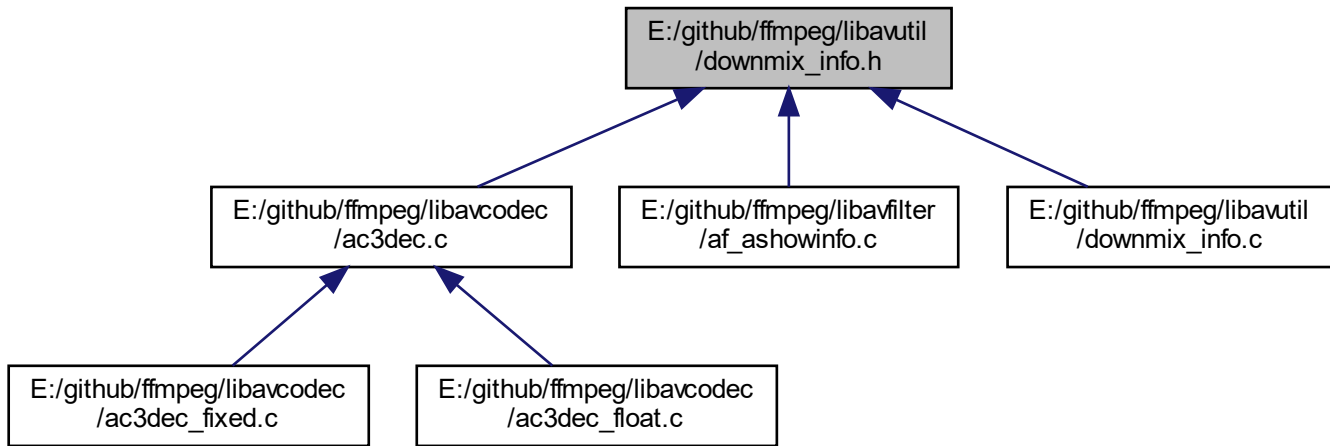 E:/github/ffmpeg/libavutil
/downmix_info.h
E:/github/ffmpeg/libavcodec
/ac3dec.c
E:/github/ffmpeg/libavfilter
/af_ashowinfo.c
E:/github/ffmpeg/libavutil
/downmix_info.c
E:/github/ffmpeg/libavcodec
/ac3dec_fixed.c
E:/github/ffmpeg/libavcodec
/ac3dec_float.c